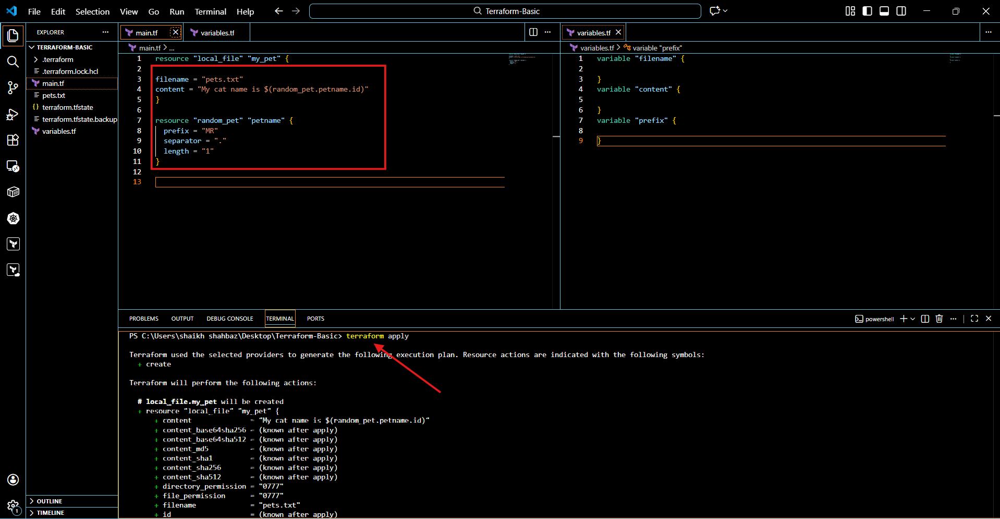 File Edit Selection View Go Run Terminal Help
Terraform-Basic
EXPLORER
TERRAFORM-BASIC
.terraform
.terraform.lock.hcl
main.tf
pets.txt
{} terraform.tfstate
terraform.tfstate.backup
variables.tf
OUTLINE
TIMELINE
1
main.tf
variables.tf
main.tf > ...
1 resource "local_file" "my_pet" {
2
3 filename = "pets.txt"
4 content = "My cat name is $(random_pet.petname.id)"
5 }
6
7 resource "random_pet" "petname" {
8 prefix = "MR"
9 separator = "."
10 length = "1"
11 }
12
13
variables.tf
variables.tf > variable "prefix"
1 variable "filename" {
2
3 }
4 variable "content" {
5
6 }
7 variable "prefix" {
8
9 }
PROBLEMS OUTPUT DEBUG CONSOLE TERMINAL PORTS
powershell
PS C:\Users\shaikh shahbaz\Desktop\Terraform-Basic> terraform apply
Terraform used the selected providers to generate the following execution plan. Resource actions are indicated with the following symbols:
+ create
Terraform will perform the following actions:
# local_file.my_pet will be created
+ resource "local_file" "my_pet" {
+ content = "My cat name is $(random_pet.petname.id)"
+ content_base64sha256 = (known after apply)
+ content_base64sha512 = (known after apply)
+ content_md5 = (known after apply)
+ content_sha1 = (known after apply)
+ content_sha256 = (known after apply)
+ content_sha512 = (known after apply)
+ directory_permission = "0777"
+ file_permission = "0777"
+ filename = "pets.txt"
+ id = (known after apply)